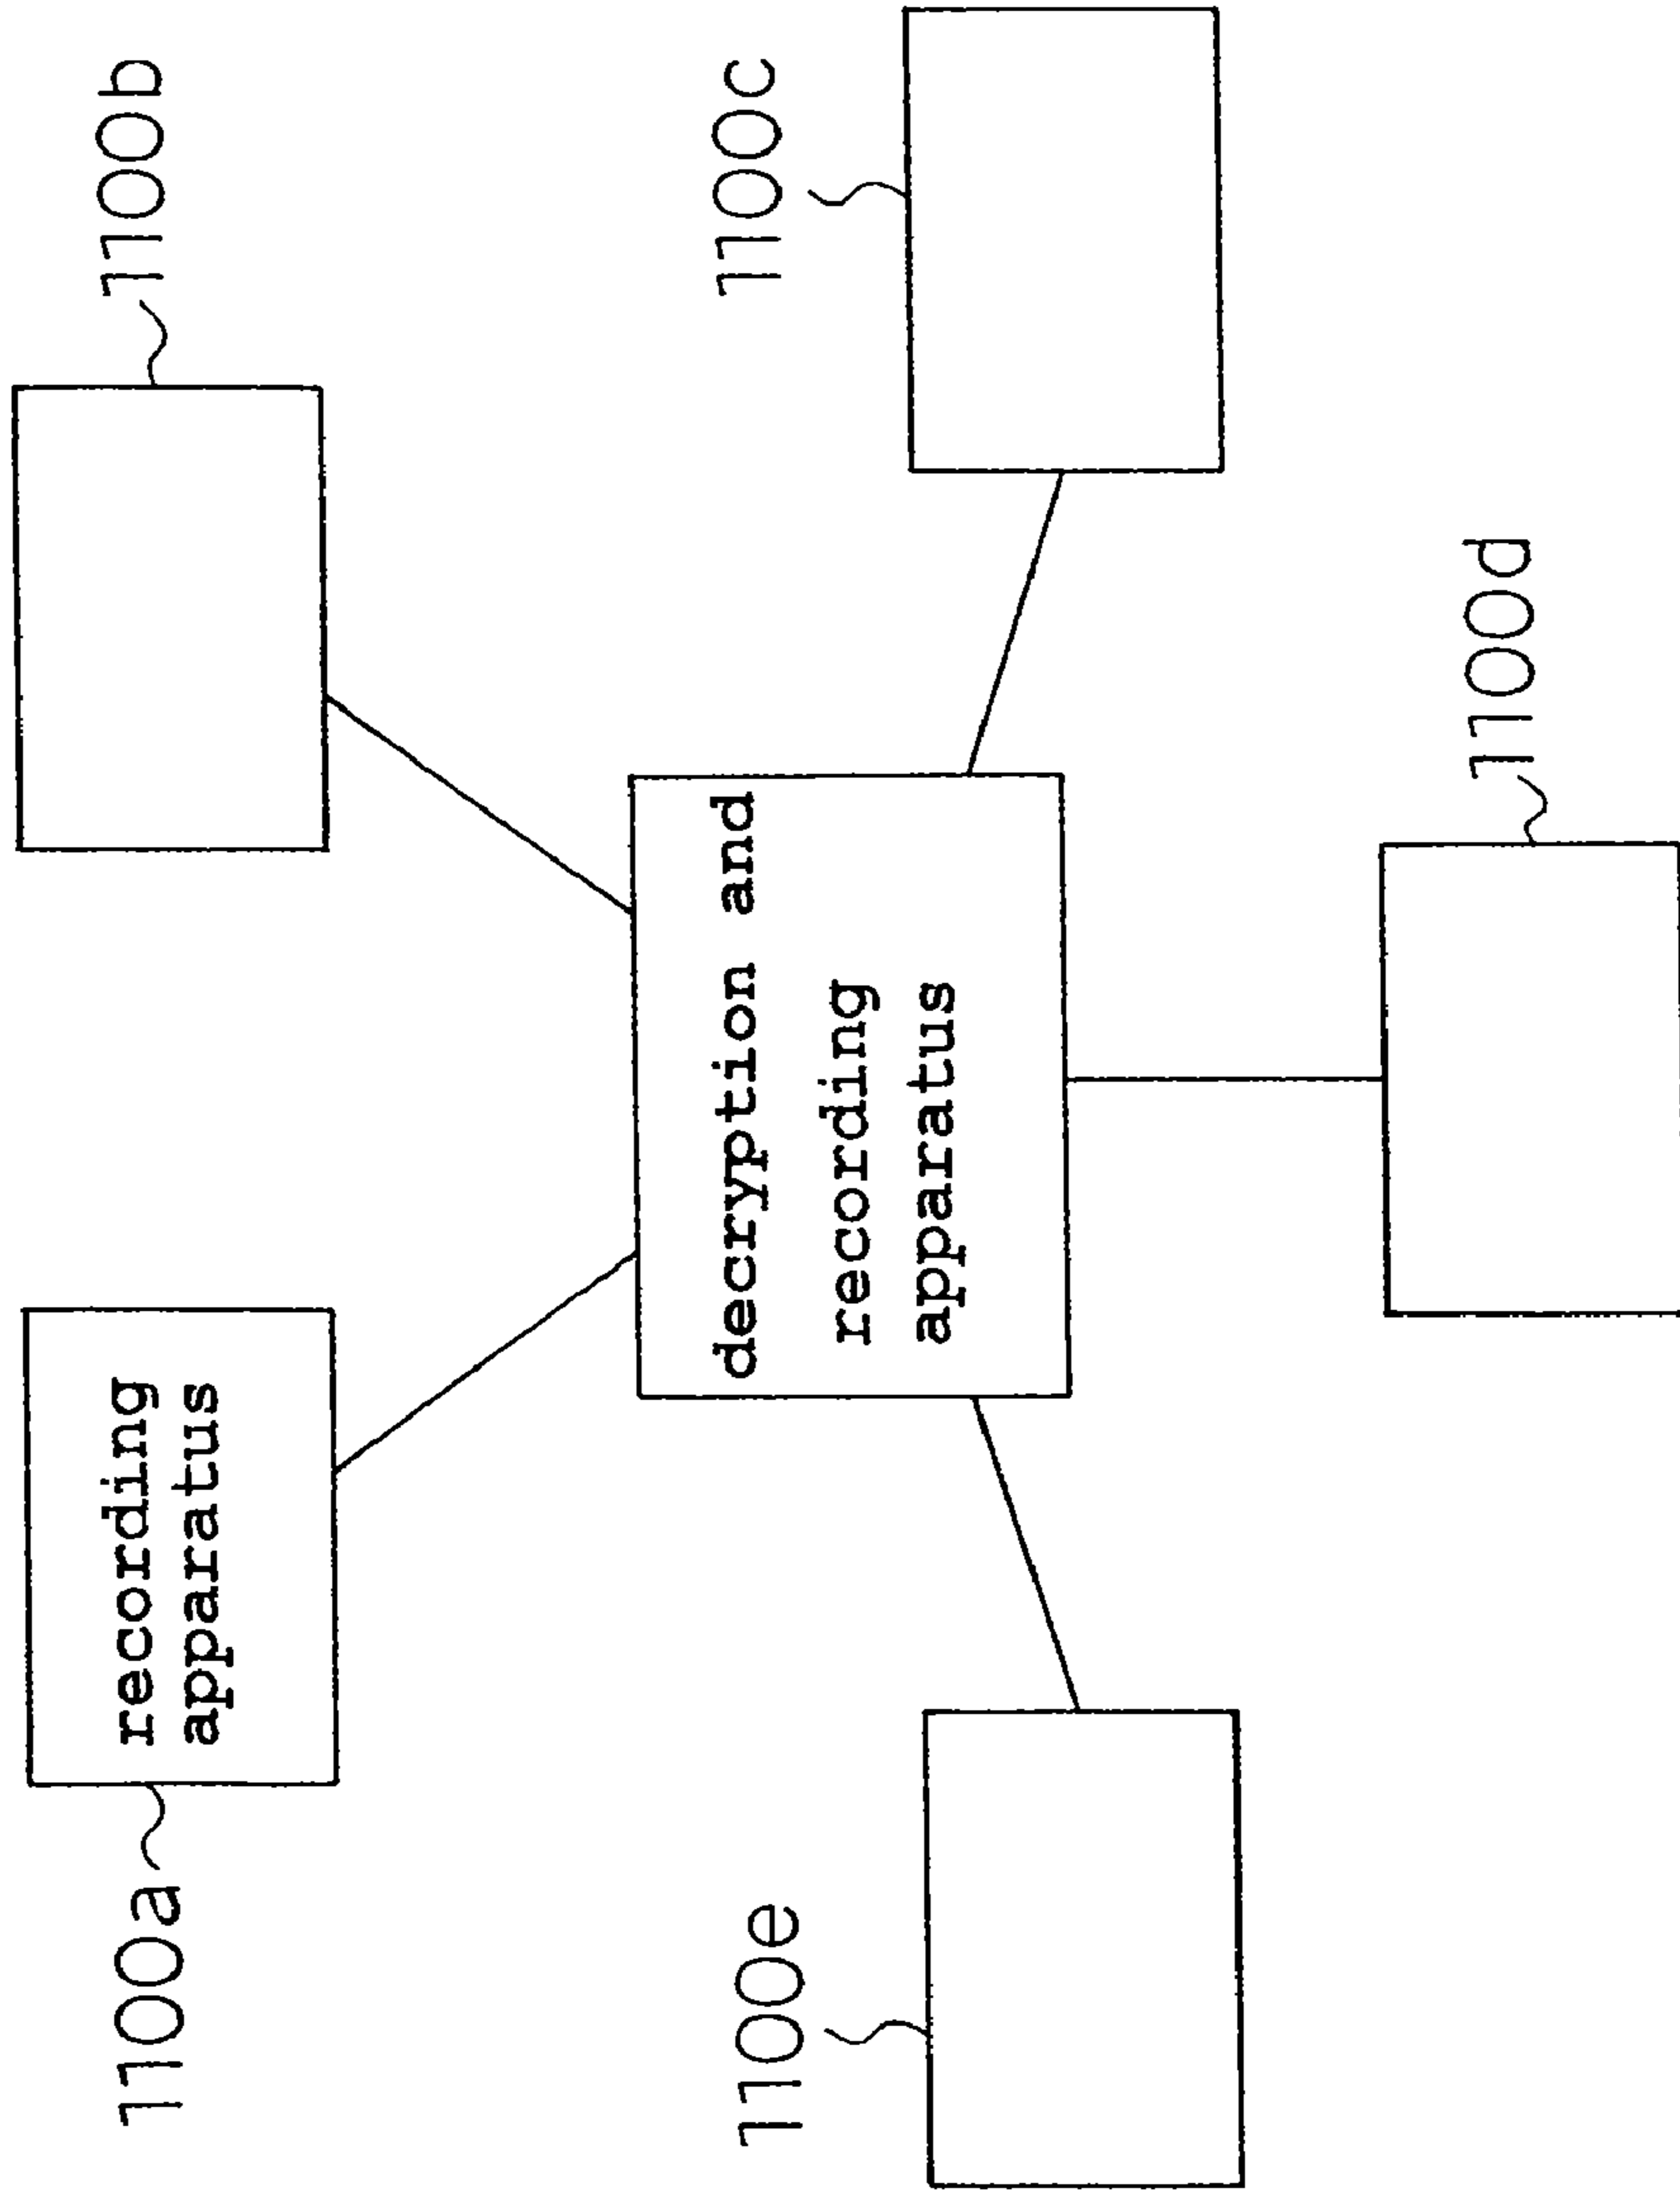 1100a
recording
apparatus
1100b
decryption and
recording
apparatus
1100e
1100c
1100d